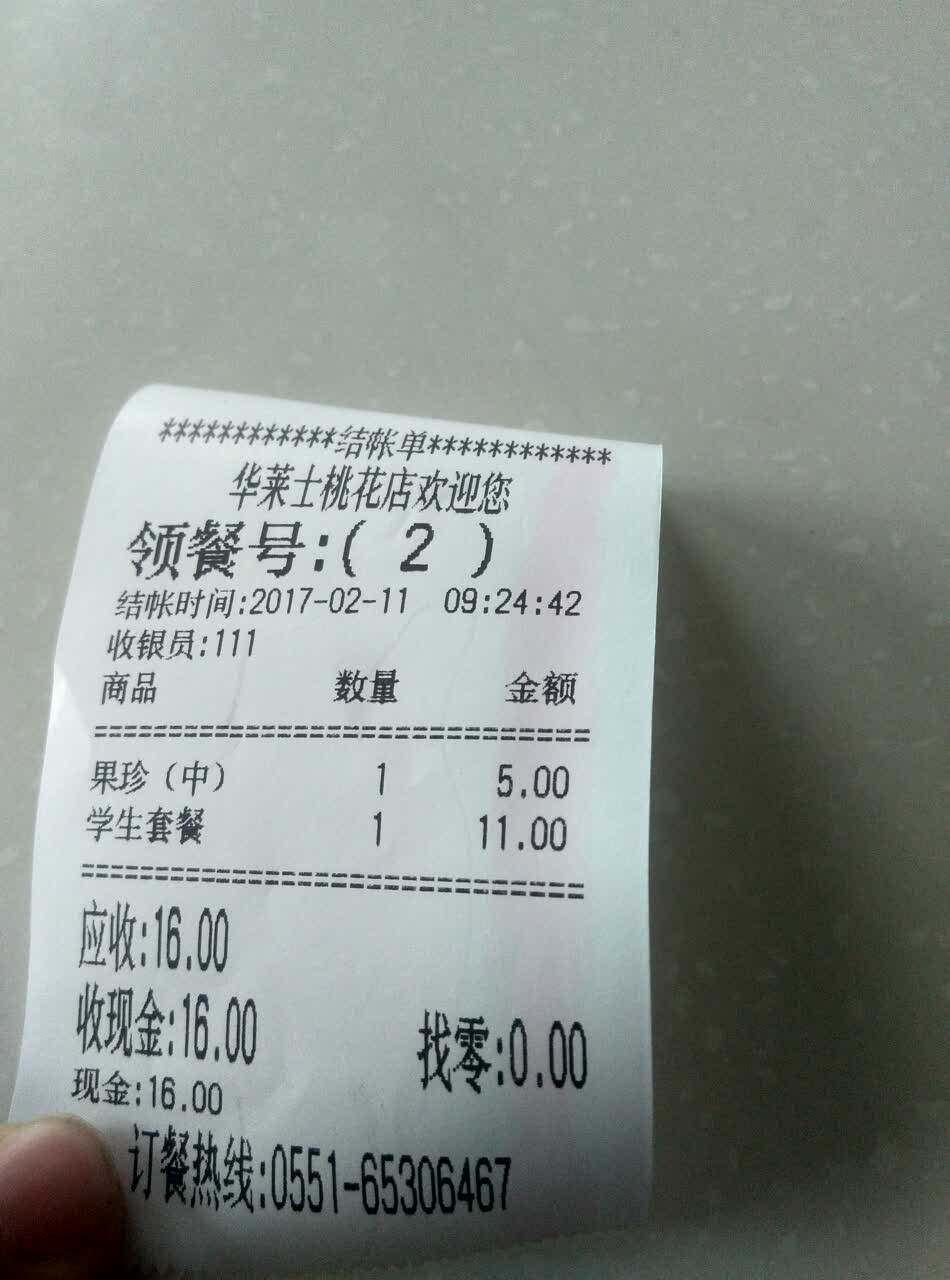 ************结帐单************
华莱士桃花店欢迎您
领餐号:( 2 )
结帐时间:2017-02-11 09:24:42
收银员:111
商品 数量 金额
==============================
果珍（中） 1 5.00
学生套餐 1 11.00
==============================
应收:16.00
收现金:16.00 找零:0.00
现金:16.00
订餐热线:0551-65306467